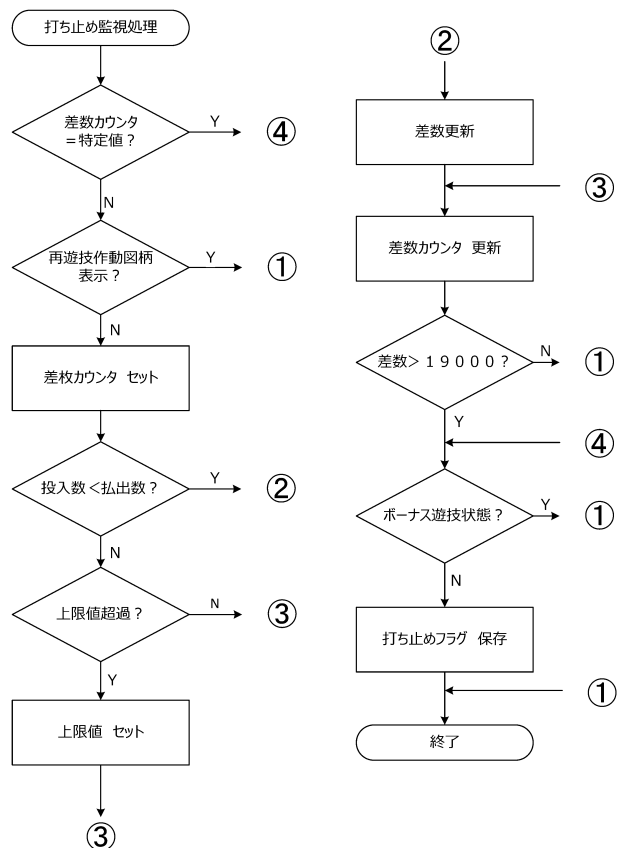 打ち止め監視処理
差数カウンタ
＝特定値？
Y
④
N
再遊技作動図柄
表示？
Y
①
N
差枚カウンタ セット
投入数＜払出数？
Y
②
N
上限値超過？
N
③
Y
上限値 セット
③
②
差数更新
③
差数カウンタ 更新
差数＞１９０００？
N
①
Y
④
ボーナス遊技状態？
Y
①
N
打ち止めフラグ 保存
①
終了